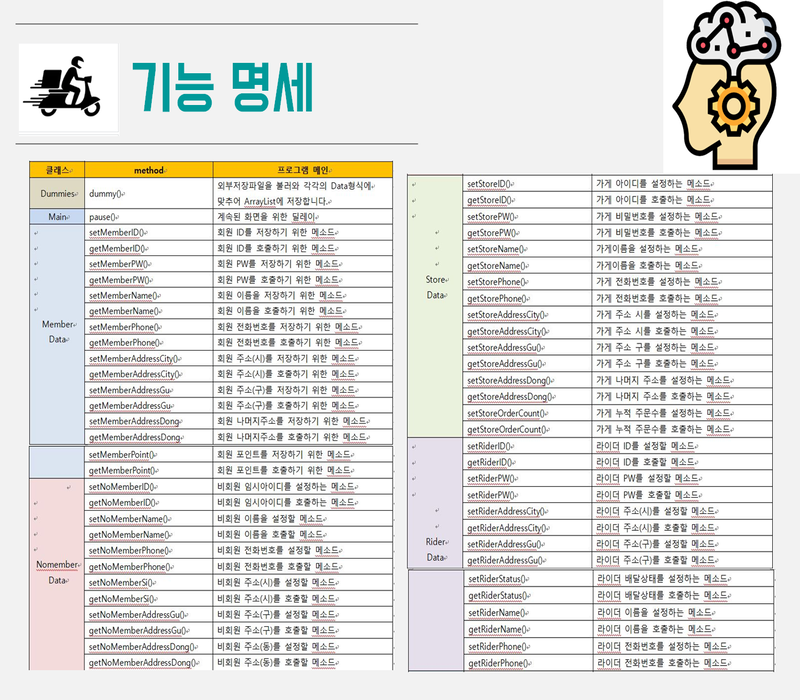 기능 명세
클래스 method 프로그램 메인
Dummies dummy() 외부저장파일을 불러와 각각의 Data형식에
맞추어 ArrayList에 저장합니다.
Main pause() 계속된 화면을 위한 딜레이
setMemberID() 회원 ID를 저장하기 위한 메소드
getMemberID() 회원 ID를 호출하기 위한 메소드
setMemberPW() 회원 PW를 저장하기 위한 메소드
getMemberPW() 회원 PW를 호출하기 위한 메소드
setMemberName() 회원 이름을 저장하기 위한 메소드
getMemberName() 회원 이름을 호출하기 위한 메소드
Member Data setMemberPhone() 회원 전화번호를 저장하기 위한 메소드
getMemberPhone() 회원 전화번호를 호출하기 위한 메소드
setMemberAddressCity() 회원 주소(시)를 저장하기 위한 메소드
getMemberAddressCity() 회원 주소(시)를 호출하기 위한 메소드
setMemberAddressGu 회원 주소(구)를 저장하기 위한 메소드
getMemberAddressGu 회원 주소(구)를 호출하기 위한 메소드
setMemberAddressDong 회원 나머지주소를 저장하기 위한 메소드
getMemberAddressDong 회원 나머지주소를 호출하기 위한 메소드
setMemberPoint() 회원 포인트를 저장하기 위한 메소드
getMemberPoint() 회원 포인트를 호출하기 위한 메소드
setNoMemberID() 비회원 임시아이디를 설정하는 메소드
getNoMemberID() 비회원 임시아이디를 호출하는 메소드
setNoMemberName() 비회원 이름을 설정할 메소드
getNoMemberName() 비회원 이름을 호출할 메소드
setNoMemberPhone() 비회원 전화번호를 설정할 메소드
Nomember Data getNoMemberPhone() 비회원 전화번호를 호출할 메소드
setNoMemberSi() 비회원 주소(시)를 설정할 메소드
getNoMemberSi() 비회원 주소(시)를 호출할 메소드
setNoMemberAddressGu() 비회원 주소(구)를 설정할 메소드
getNoMemberAddressGu() 비회원 주소(구)를 호출할 메소드
setNoMemberAddressDong() 비회원 주소(동)를 설정할 메소드
getNoMemberAddressDong() 비회원 주소(동)를 호출할 메소드
setStoreID() 가게 아이디를 설정하는 메소드
getStoreID() 가게 아이디를 호출하는 메소드
setStorePW() 가게 비밀번호를 설정하는 메소드
getStorePW() 가게 비밀번호를 호출하는 메소드
setStoreName() 가게이름을 설정하는 메소드
getStoreName() 가게이름을 호출하는 메소드
Store Data setStorePhone() 가게 전화번호를 설정하는 메소드
getStorePhone() 가게 전화번호를 호출하는 메소드
setStoreAddressCity() 가게 주소 시를 설정하는 메소드
getStoreAddressCity() 가게 주소 시를 호출하는 메소드
setStoreAddressGu() 가게 주소 구를 설정하는 메소드
getStoreAddressGu() 가게 주소 구를 호출하는 메소드
setStoreAddressDong() 가게 나머지 주소를 설정하는 메소드
getStoreAddressDong() 가게 나머지 주소를 호출하는 메소드
setStoreOrderCount() 가게 누적 주문수를 설정하는 메소드
getStoreOrderCount() 가게 누적 주문수를 호출하는 메소드
setRiderID() 라이더 ID를 설정할 메소드
getRiderID() 라이더 ID를 호출할 메소드
setRiderPW() 라이더 PW를 설정할 메소드
setRiderPW() 라이더 PW를 호출할 메소드
setRiderAddressCity() 라이더 주소(시)를 설정할 메소드
getRiderAddressCity() 라이더 주소(시)를 호출할 메소드
Rider Data setRiderAddressGu() 라이더 주소(구)를 설정할 메소드
getRiderAddressGu() 라이더 주소(구)를 호출할 메소드
setRiderStatus() 라이더 배달상태를 설정하는 메소드
getRiderStatus() 라이더 배달상태를 호출하는 메소드
setRiderName() 라이더 이름을 설정하는 메소드
getRiderName() 라이더 이름을 호출하는 메소드
setRiderPhone() 라이더 전화번호를 설정하는 메소드
getRiderPhone() 라이더 전화번호를 호출하는 메소드